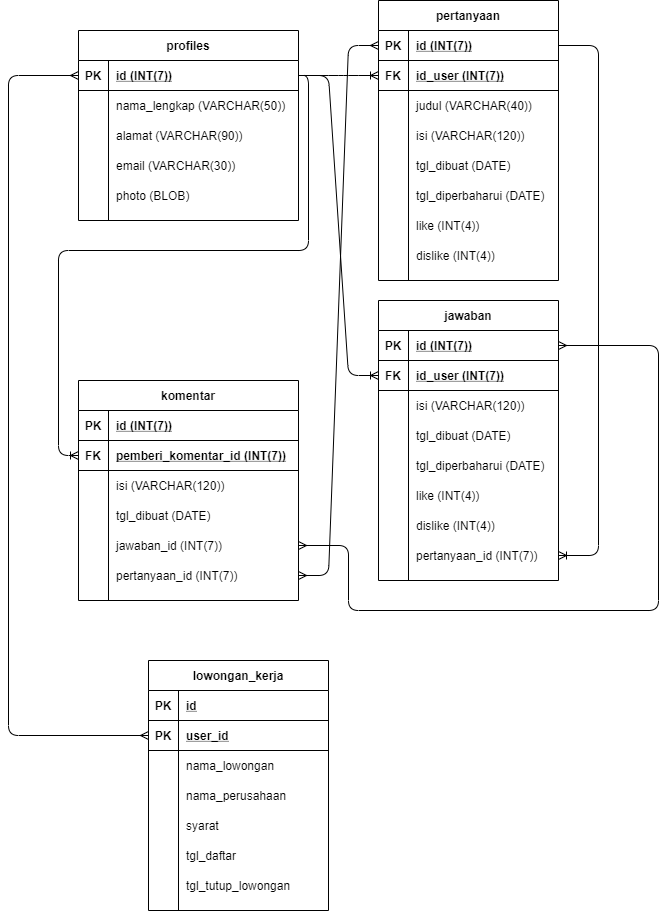 profiles
PK id (INT(7))
nama_lengkap (VARCHAR(50))
alamat (VARCHAR(90))
email (VARCHAR(30))
photo (BLOB)
pertanyaan
PK id (INT(7))
FK id_user (INT(7))
judul (VARCHAR(40))
isi (VARCHAR(120))
tgl_dibuat (DATE)
tgl_diperbaharui (DATE)
like (INT(4))
dislike (INT(4))
jawaban
PK id (INT(7))
FK id_user (INT(7))
isi (VARCHAR(120))
tgl_dibuat (DATE)
tgl_diperbaharui (DATE)
like (INT(4))
dislike (INT(4))
pertanyaan_id (INT(7))
komentar
PK id (INT(7))
FK pemberi_komentar_id (INT(7))
isi (VARCHAR(120))
tgl_dibuat (DATE)
jawaban_id (INT(7))
pertanyaan_id (INT(7))
lowongan_kerja
PK id
PK user_id
nama_lowongan
nama_perusahaan
syarat
tgl_daftar
tgl_tutup_lowongan